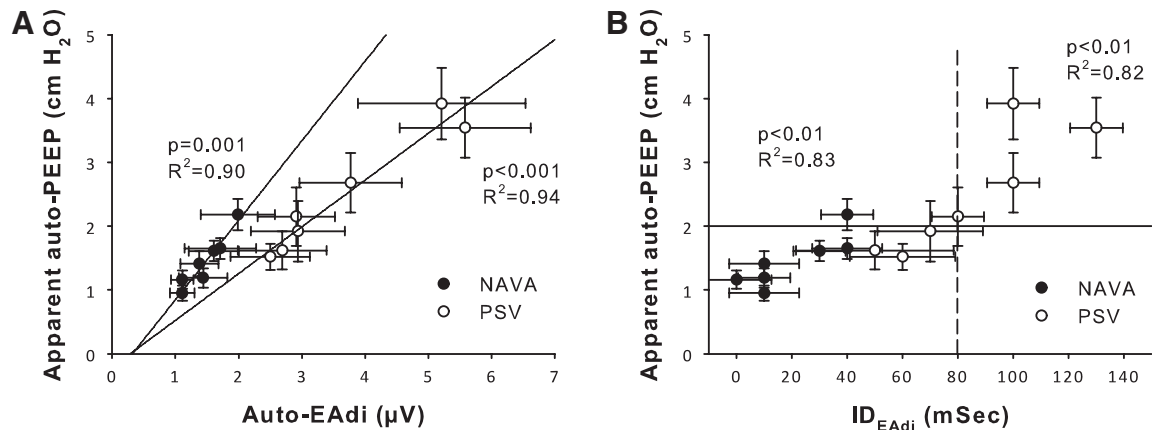 A
Apparent auto-PEEP (cm H₂O)
5
4
3
2
1
0
p=0.001
R²=0.90
p<0.001
R²=0.94
NAVA
PSV
0 1 2 3 4 5 6 7
Auto-EAdi (µV)
B
Apparent auto-PEEP (cm H₂O)
5
4
3
2
1
0
p<0.01
R²=0.82
p<0.01
R²=0.83
NAVA
PSV
0 20 40 60 80 100 120 140
ID_EAdi (mSec)